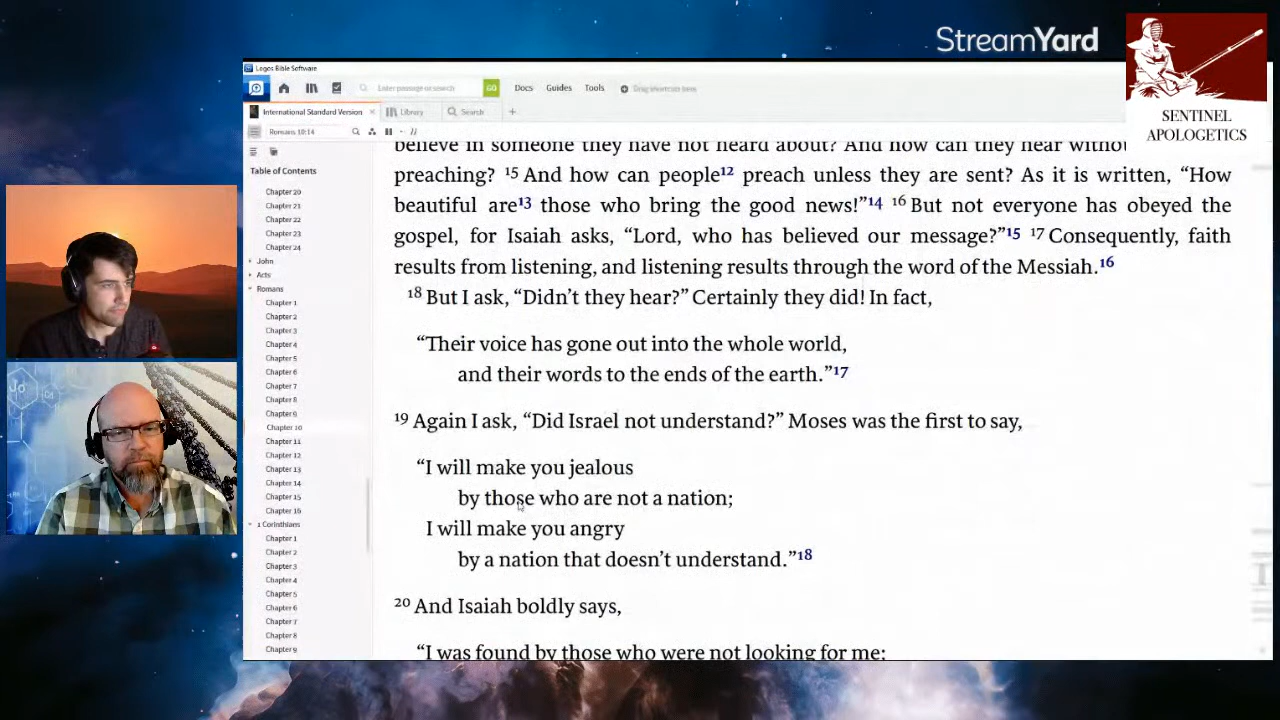 StreamYard
SENTINEL
APOLOGETICS
Logos Bible Software
Enter passage or search
GO
Docs
Guides
Tools
Drag shortcuts here
International Standard Version
Library
Search
Romans 10:14
Table of Contents
Chapter 20
Chapter 21
Chapter 22
Chapter 23
Chapter 24
John
Acts
Romans
Chapter 1
Chapter 2
Chapter 3
Chapter 4
Chapter 5
Chapter 6
Chapter 7
Chapter 8
Chapter 9
Chapter 10
Chapter 11
Chapter 12
Chapter 13
Chapter 14
Chapter 15
Chapter 16
1 Corinthians
Chapter 1
Chapter 2
Chapter 3
Chapter 4
Chapter 5
Chapter 6
Chapter 7
Chapter 8
Chapter 9
believe in someone they have not heard about? And how can they hear
preaching? 15 And how can people12 preach unless they are sent? As it is written, “How
beautiful are13 those who bring the good news!”14 16 But not everyone has obeyed the
gospel, for Isaiah asks, “Lord, who has believed our message?”15 17 Consequently, faith
results from listening, and listening results through the word of the Messiah.16
18 But I ask, “Didn’t they hear?” Certainly they did! In fact,
“Their voice has gone out into the whole world,
and their words to the ends of the earth.”17
19 Again I ask, “Did Israel not understand?” Moses was the first to say,
“I will make you jealous
by those who are not a nation;
I will make you angry
by a nation that doesn’t understand.”18
20 And Isaiah boldly says,
“I was found by those who were not looking for me;